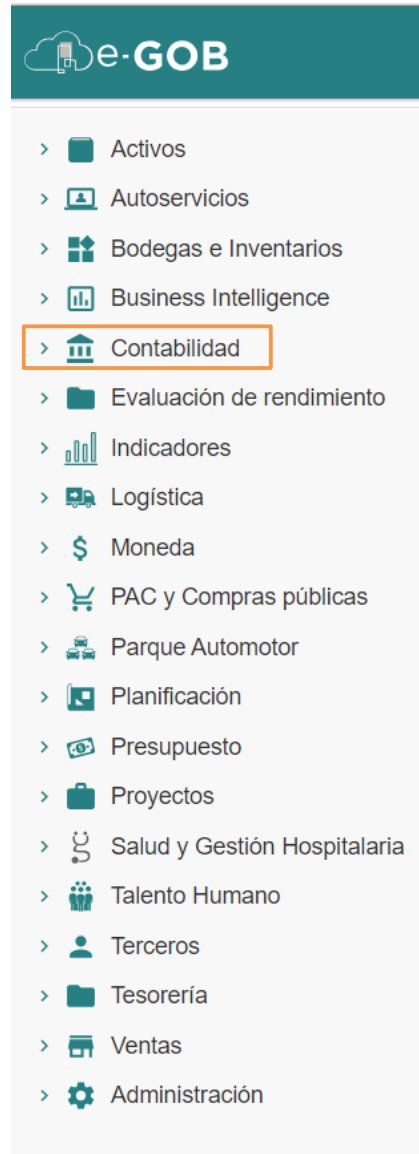 e-GOB
Activos
Autoservicios
Bodegas e Inventarios
Business Intelligence
Contabilidad
Evaluación de rendimiento
Indicadores
Logística
Moneda
PAC y Compras públicas
Parque Automotor
Planificación
Presupuesto
Proyectos
Salud y Gestión Hospitalaria
Talento Humano
Terceros
Tesorería
Ventas
Administración